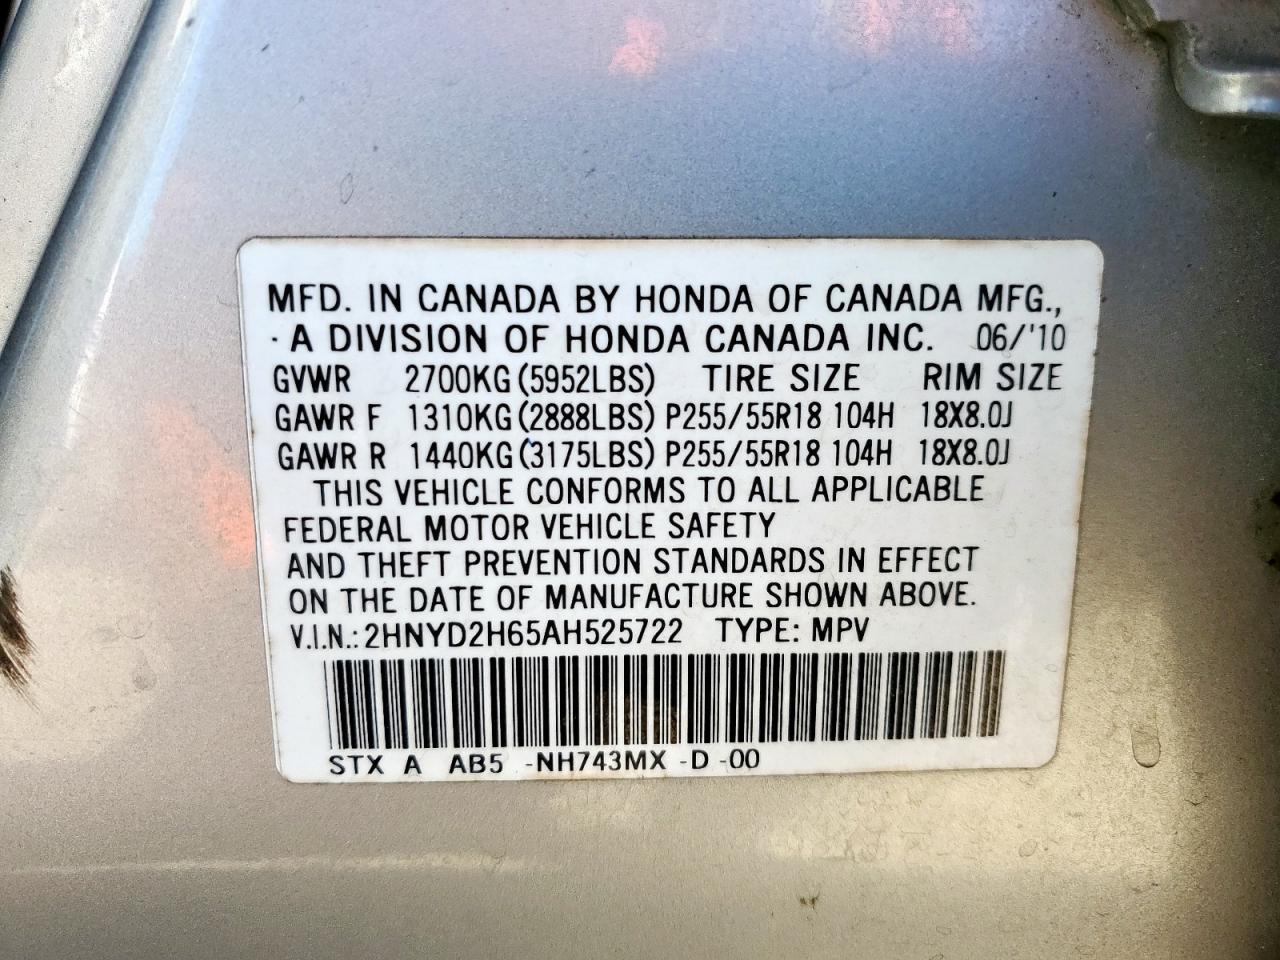 MFD. IN CANADA BY HONDA OF CANADA MFG.,
· A DIVISION OF HONDA CANADA INC. 06/'10
GVWR 2700KG (5952LBS) TIRE SIZE RIM SIZE
GAWR F 1310KG (2888LBS) P255/55R18 104H 18X8.0J
GAWR R 1440KG (3175LBS) P255/55R18 104H 18X8.0J
THIS VEHICLE CONFORMS TO ALL APPLICABLE
FEDERAL MOTOR VEHICLE SAFETY
AND THEFT PREVENTION STANDARDS IN EFFECT
ON THE DATE OF MANUFACTURE SHOWN ABOVE.
V.I.N.: 2HNYD2H65AH525722 TYPE: MPV
STX A AB5 -NH743MX -D -00